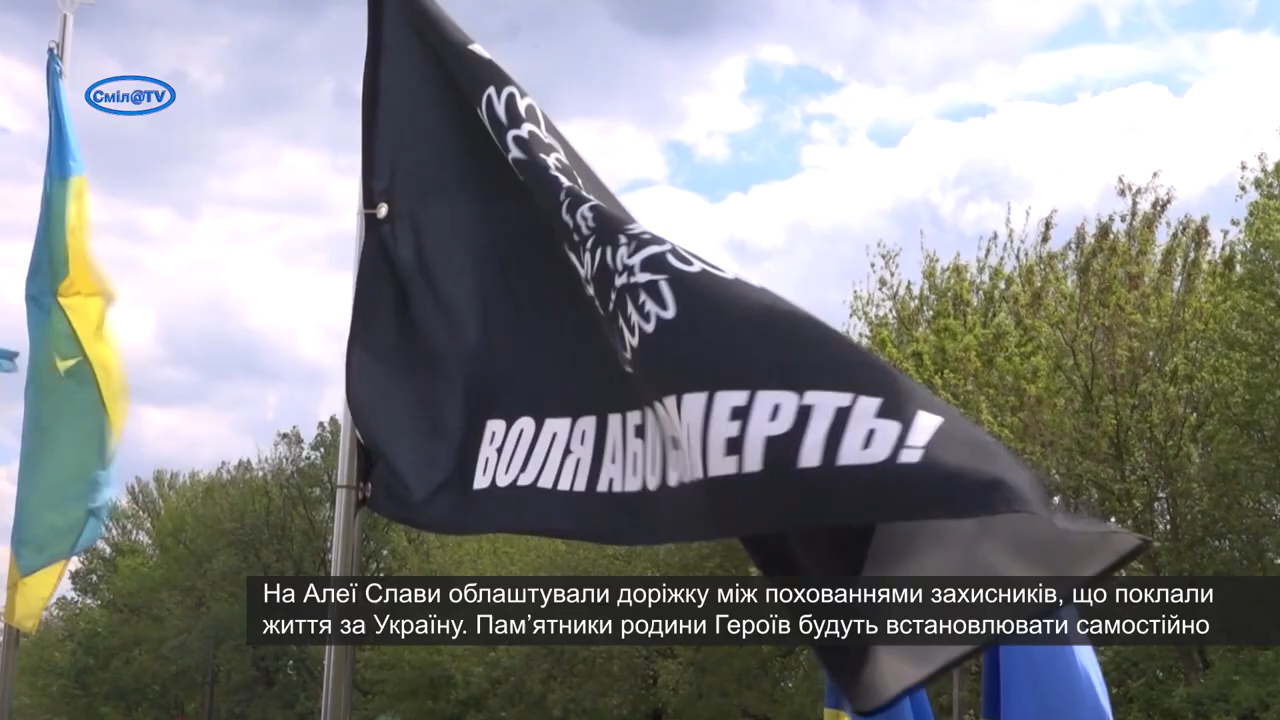 Сміл@TV
ВОЛЯ АБО СМЕРТЬ!
На Алеї Слави облаштували доріжку між похованнями захисників, що поклали
життя за Україну. Пам’ятники родини Героїв будуть встановлювати самостійно